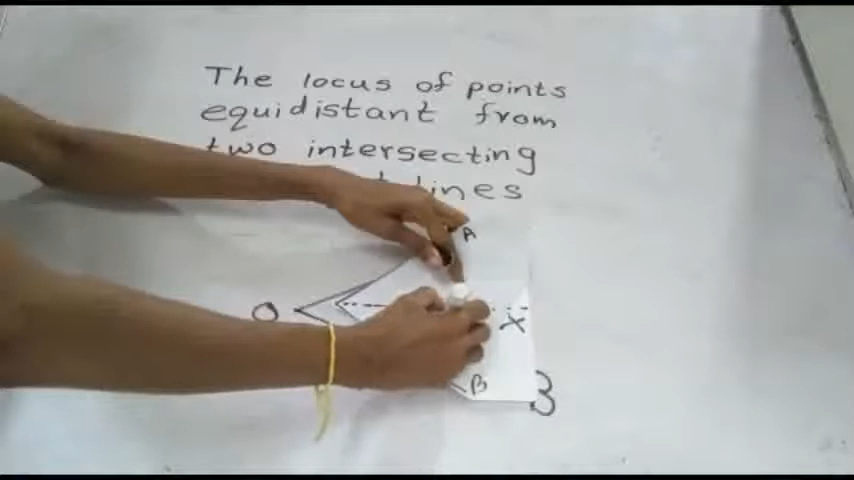 The locus of points
equidistant from
two intersecting
lines
A
O
X
B
B